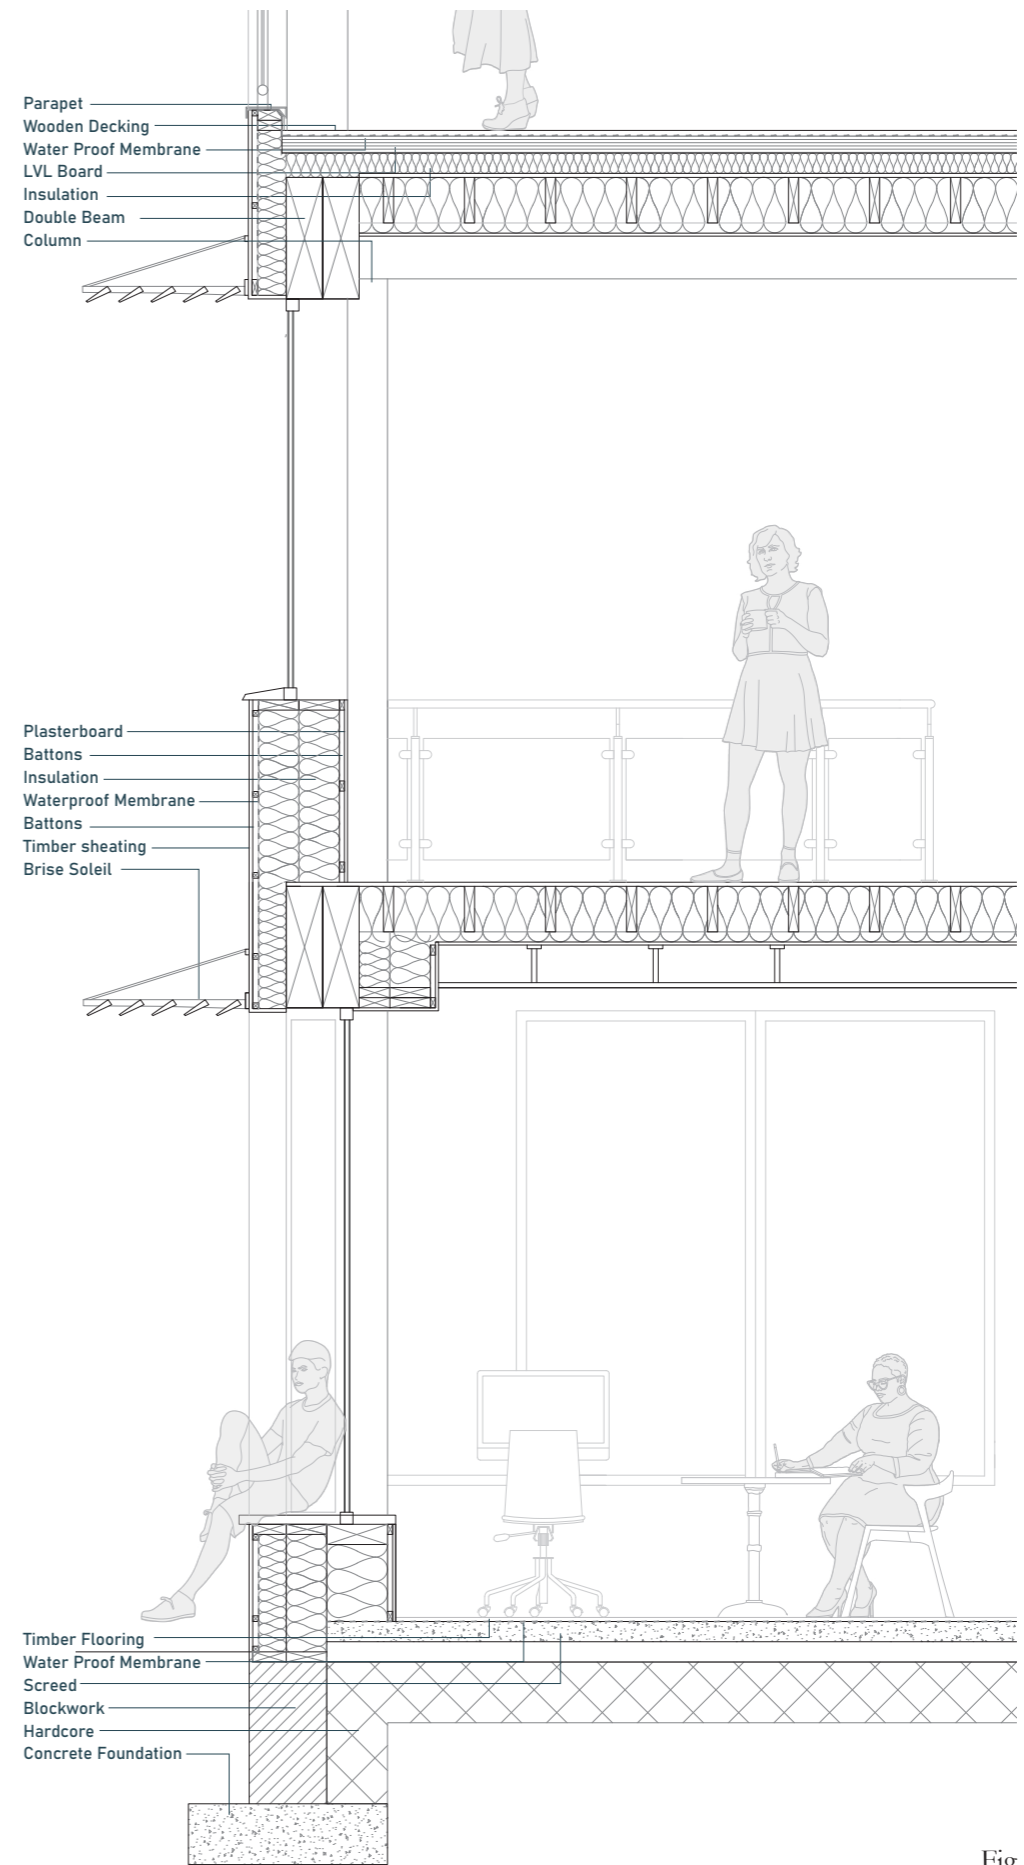 Parapet
Wooden Decking
Water Proof Membrane
LVL Board
Insulation
Double Beam
Column
Plasterboard
Battons
Insulation
Waterproof Membrane
Battons
Timber sheating
Brise Soleil
Timber Flooring
Water Proof Membrane
Screed
Blockwork
Hardcore
Concrete Foundation
Fig